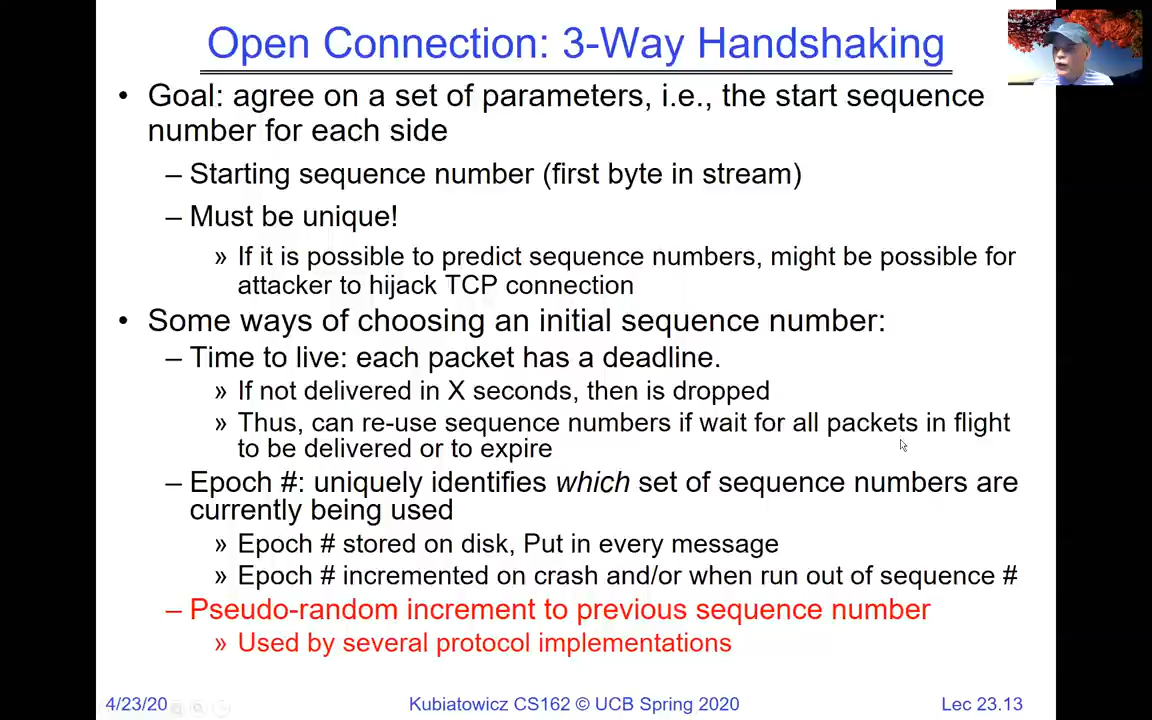 Open Connection: 3-Way Handshaking
• Goal: agree on a set of parameters, i.e., the start sequence
number for each side
– Starting sequence number (first byte in stream)
– Must be unique!
» If it is possible to predict sequence numbers, might be possible for
attacker to hijack TCP connection
• Some ways of choosing an initial sequence number:
– Time to live: each packet has a deadline.
» If not delivered in X seconds, then is dropped
» Thus, can re-use sequence numbers if wait for all packets in flight
to be delivered or to expire
– Epoch #: uniquely identifies which set of sequence numbers are
currently being used
» Epoch # stored on disk, Put in every message
» Epoch # incremented on crash and/or when run out of sequence #
– Pseudo-random increment to previous sequence number
» Used by several protocol implementations
4/23/20 Kubiatowicz CS162 © UCB Spring 2020 Lec 23.13